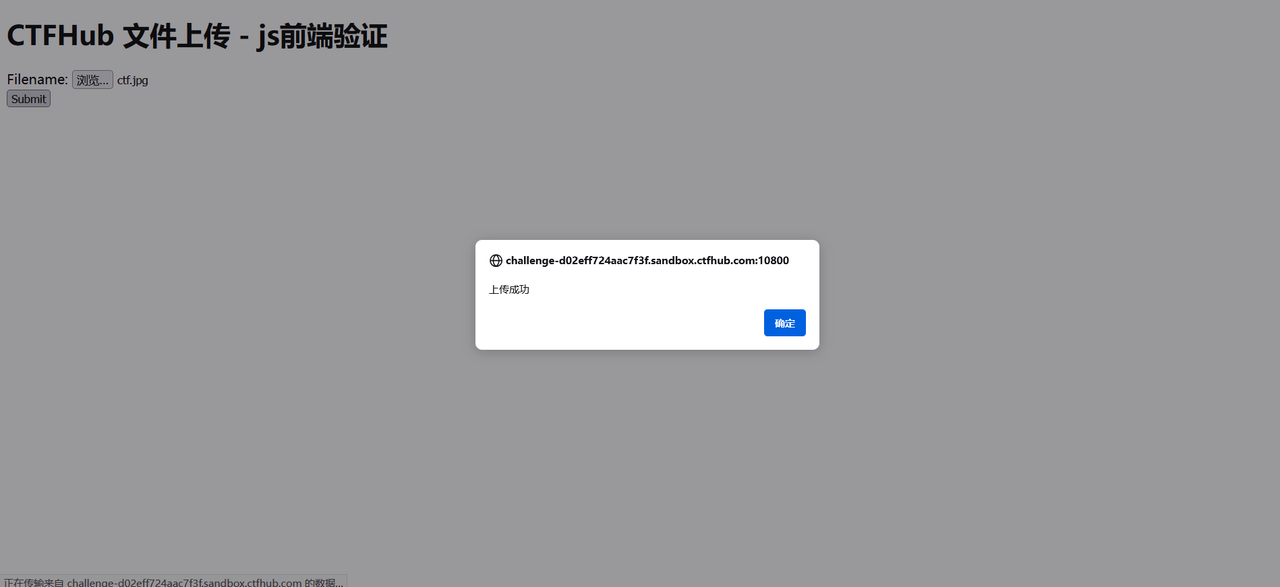 CTFHub 文件上传 - js前端验证
Filename: 浏览... ctf.jpg
Submit
challenge-d02eff724aac7f3f.sandbox.ctfhub.com:10800
上传成功
确定
正在传输来自 challenge-d02eff724aac7f3f.sandbox.ctfhub.com 的数据...